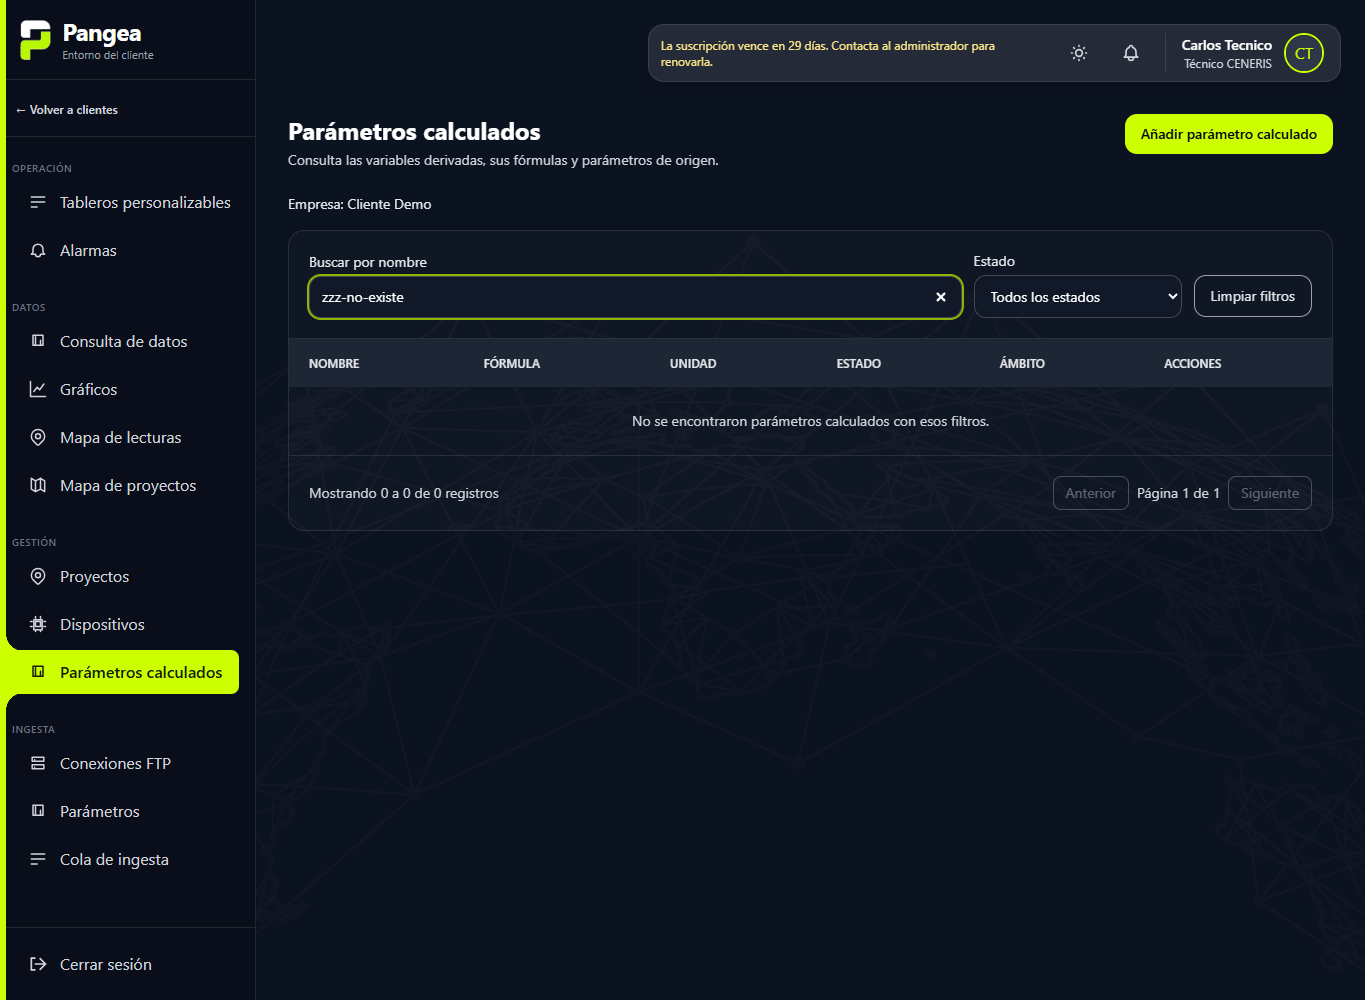 Pangea
Entorno del cliente
← Volver a clientes
OPERACIÓN
Tableros personalizables
Alarmas
DATOS
Consulta de datos
Gráficos
Mapa de lecturas
Mapa de proyectos
GESTIÓN
Proyectos
Dispositivos
Parámetros calculados
INGESTA
Conexiones FTP
Parámetros
Cola de ingesta
Cerrar sesión
La suscripción vence en 29 días. Contacta al administrador para
renovarla.
Carlos Tecnico
Técnico CENERIS
CT
Parámetros calculados
Añadir parámetro calculado
Consulta las variables derivadas, sus fórmulas y parámetros de origen.
Empresa: Cliente Demo
Buscar por nombre
Estado
zzz-no-existe
Todos los estados
Limpiar filtros
NOMBRE FÓRMULA UNIDAD ESTADO ÁMBITO ACCIONES
No se encontraron parámetros calculados con esos filtros.
Mostrando 0 a 0 de 0 registros
Anterior Página 1 de 1 Siguiente